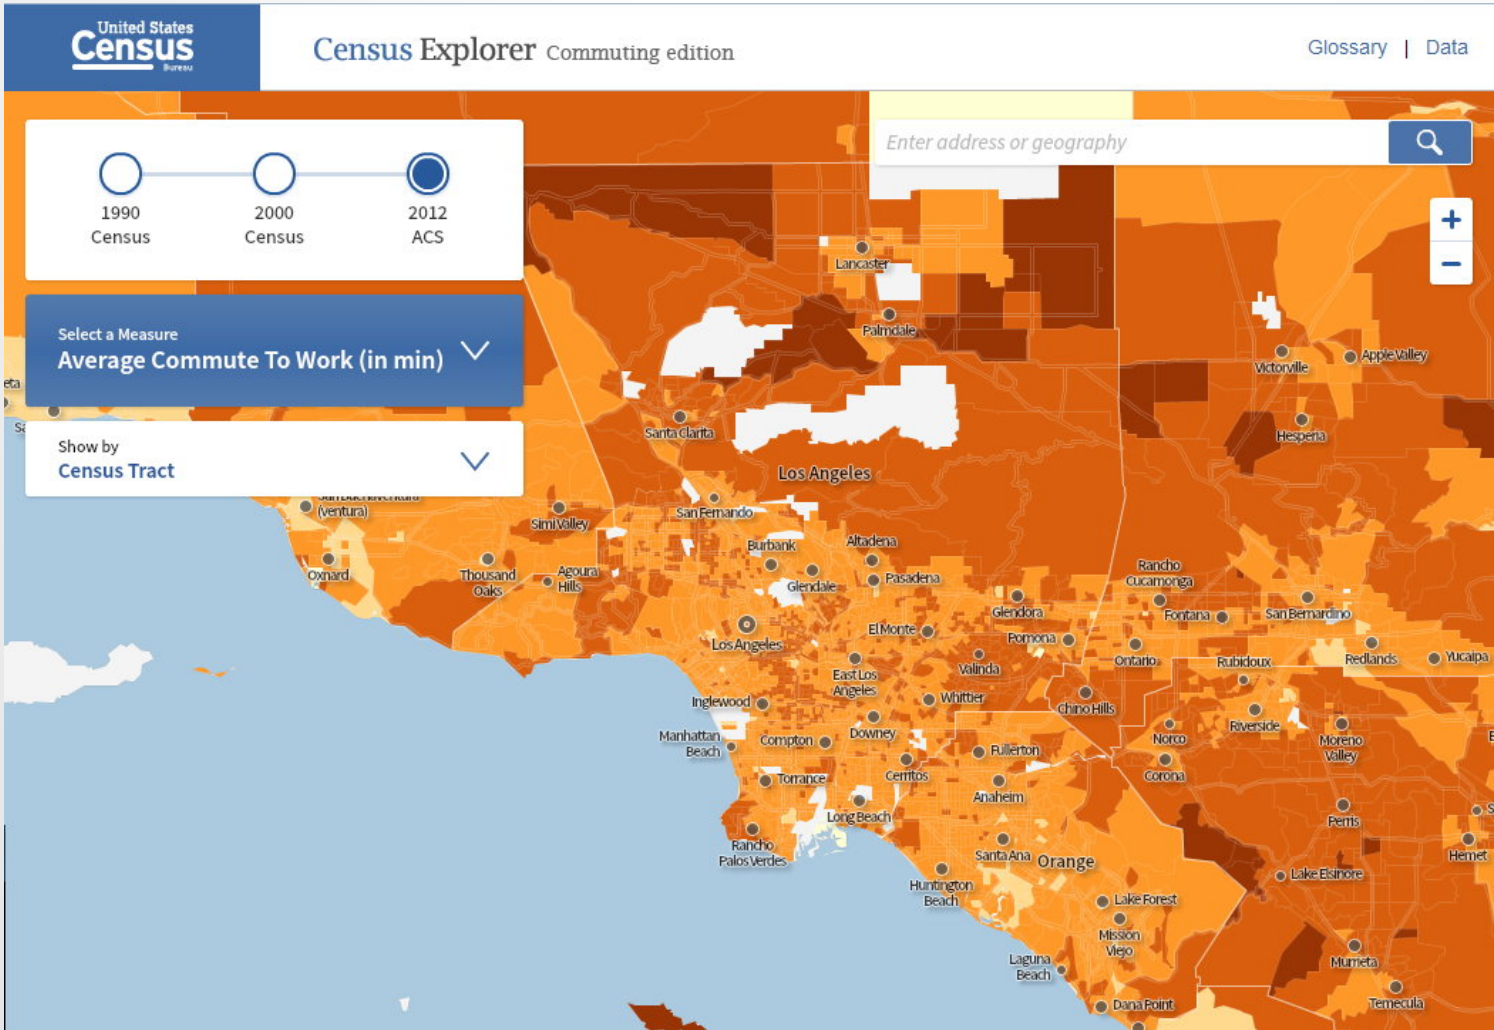 United States
Census
Bureau
Census Explorer Commuting edition
Glossary | Data
1990
Census
2000
Census
2012
ACS
Enter address or geography
+
−
Select a Measure
Average Commute To Work (in min)
Show by
Census Tract
eta
Sa
Lancaster
Palmdale
Victorville
Apple Valley
Hesperia
Santa Clarita
Los Angeles
San Buenaventura
(ventura)
Simi Valley
San Fernando
Burbank
Altadena
Oxnard
Thousand
Oaks
Agoura
Hills
Glendale
Pasadena
Rancho
Cucamonga
Glendora
Fontana
San Bernardino
Los Angeles
El Monte
Pomona
Ontario
Rubidoux
Redlands
Yucaipa
East Los
Angeles
Valinda
Inglewood
Whittier
Chino Hills
Riverside
Manhattan
Beach
Compton
Downey
Norco
Moreno
Valley
Fullerton
Torrance
Cerritos
Anaheim
Corona
Long Beach
Perris
Rancho
Palos Verdes
Santa Ana
Orange
Hemet
Huntington
Beach
Lake Elsinore
Lake Forest
Mission
Viejo
Laguna
Beach
Murrieta
Dana Point
Temecula